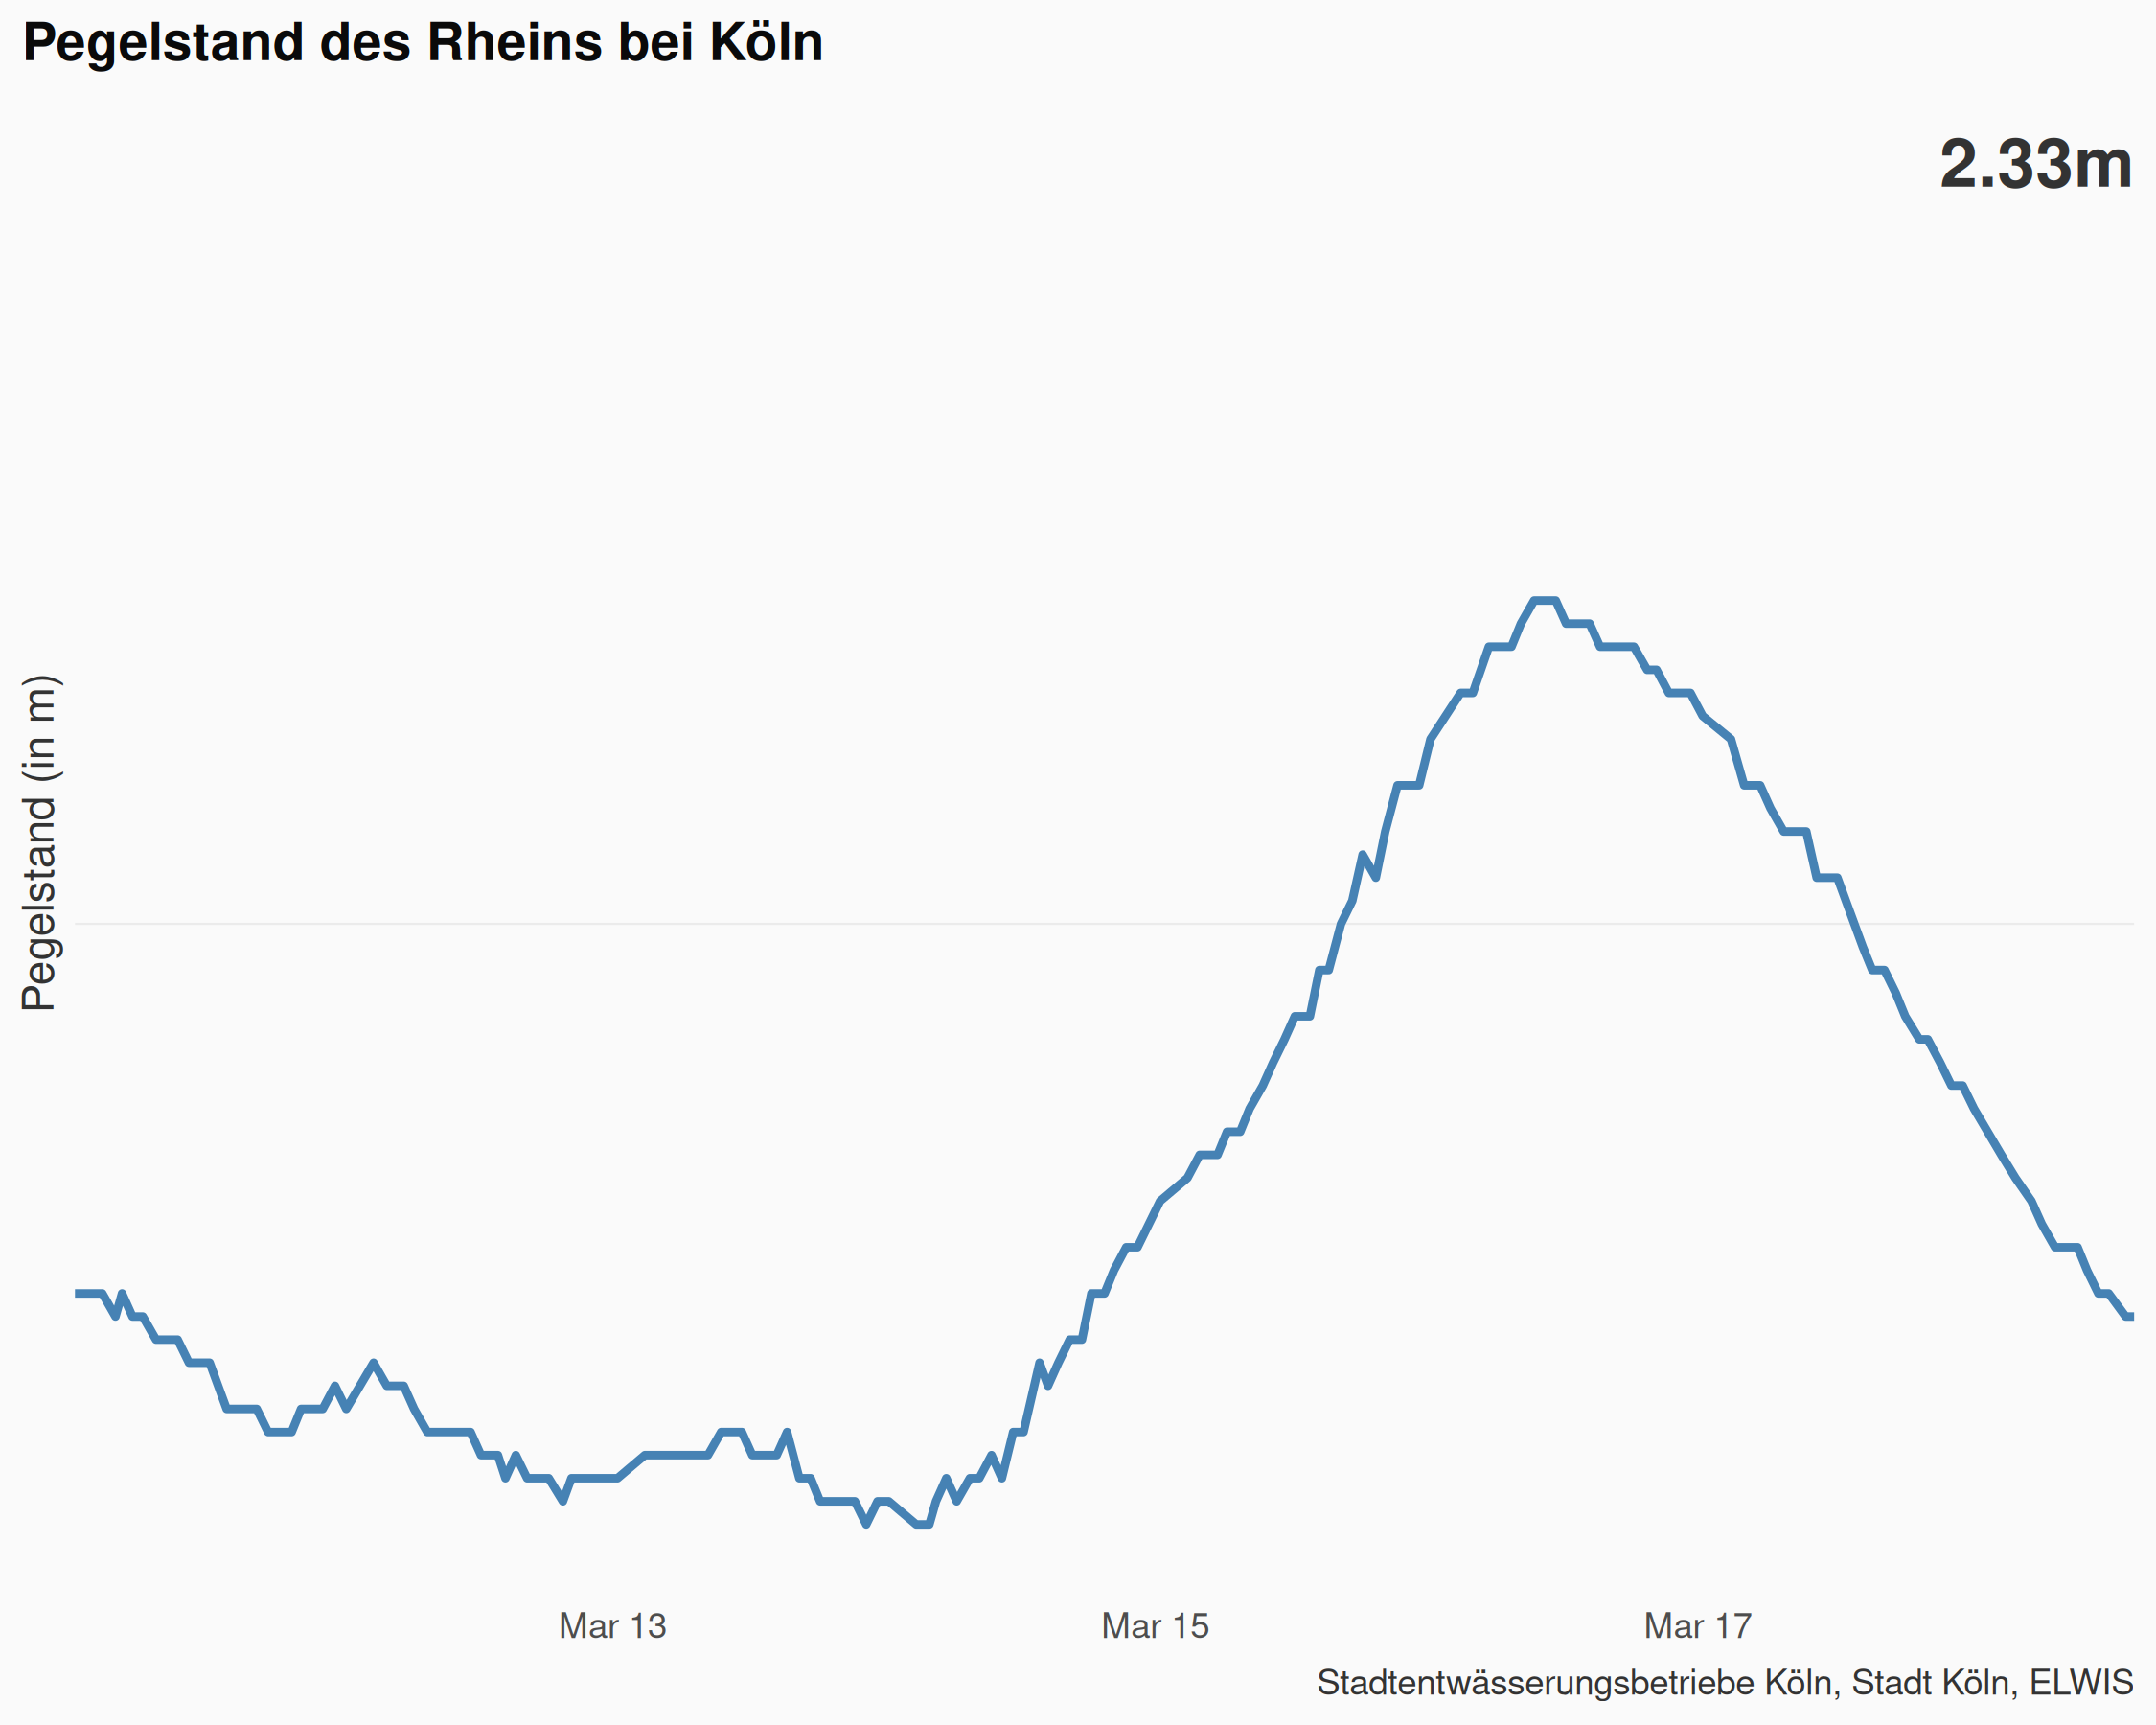 Pegelstand des Rheins bei Köln
2.33m
Pegelstand (in m)
Mar 13
Mar 15
Mar 17
Stadtentwässerungsbetriebe Köln, Stadt Köln, ELWIS